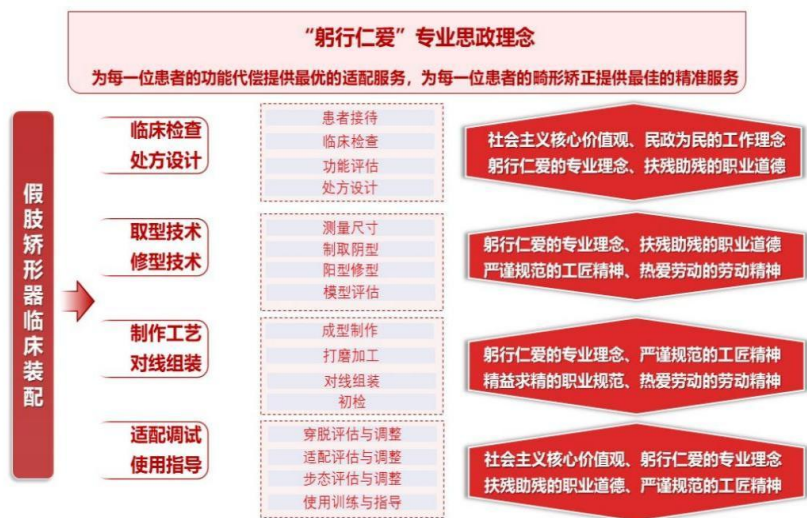 “躬行仁爱”专业思政理念
为每一位患者的功能代偿提供最优的适配服务，为每一位患者的畸形矫正提供最佳的精准服务
假肢矫形器临床装配
临床检查
处方设计
患者接待
临床检查
功能评估
处方设计
社会主义核心价值观、民政为民的工作理念
躬行仁爱的专业理念、扶残助残的职业道德
取型技术
修型技术
测量尺寸
制取阴型
阳型修型
模型评估
躬行仁爱的专业理念、扶残助残的职业道德
严谨规范的工匠精神、热爱劳动的劳动精神
制作工艺
对线组装
成型制作
打磨加工
对线组装
初检
躬行仁爱的专业理念、严谨规范的工匠精神
精益求精的职业规范、热爱劳动的劳动精神
适配调试
使用指导
穿脱评估与调整
适配评估与调整
步态评估与调整
使用训练与指导
社会主义核心价值观、躬行仁爱的专业理念
扶残助残的职业道德、严谨规范的工匠精神